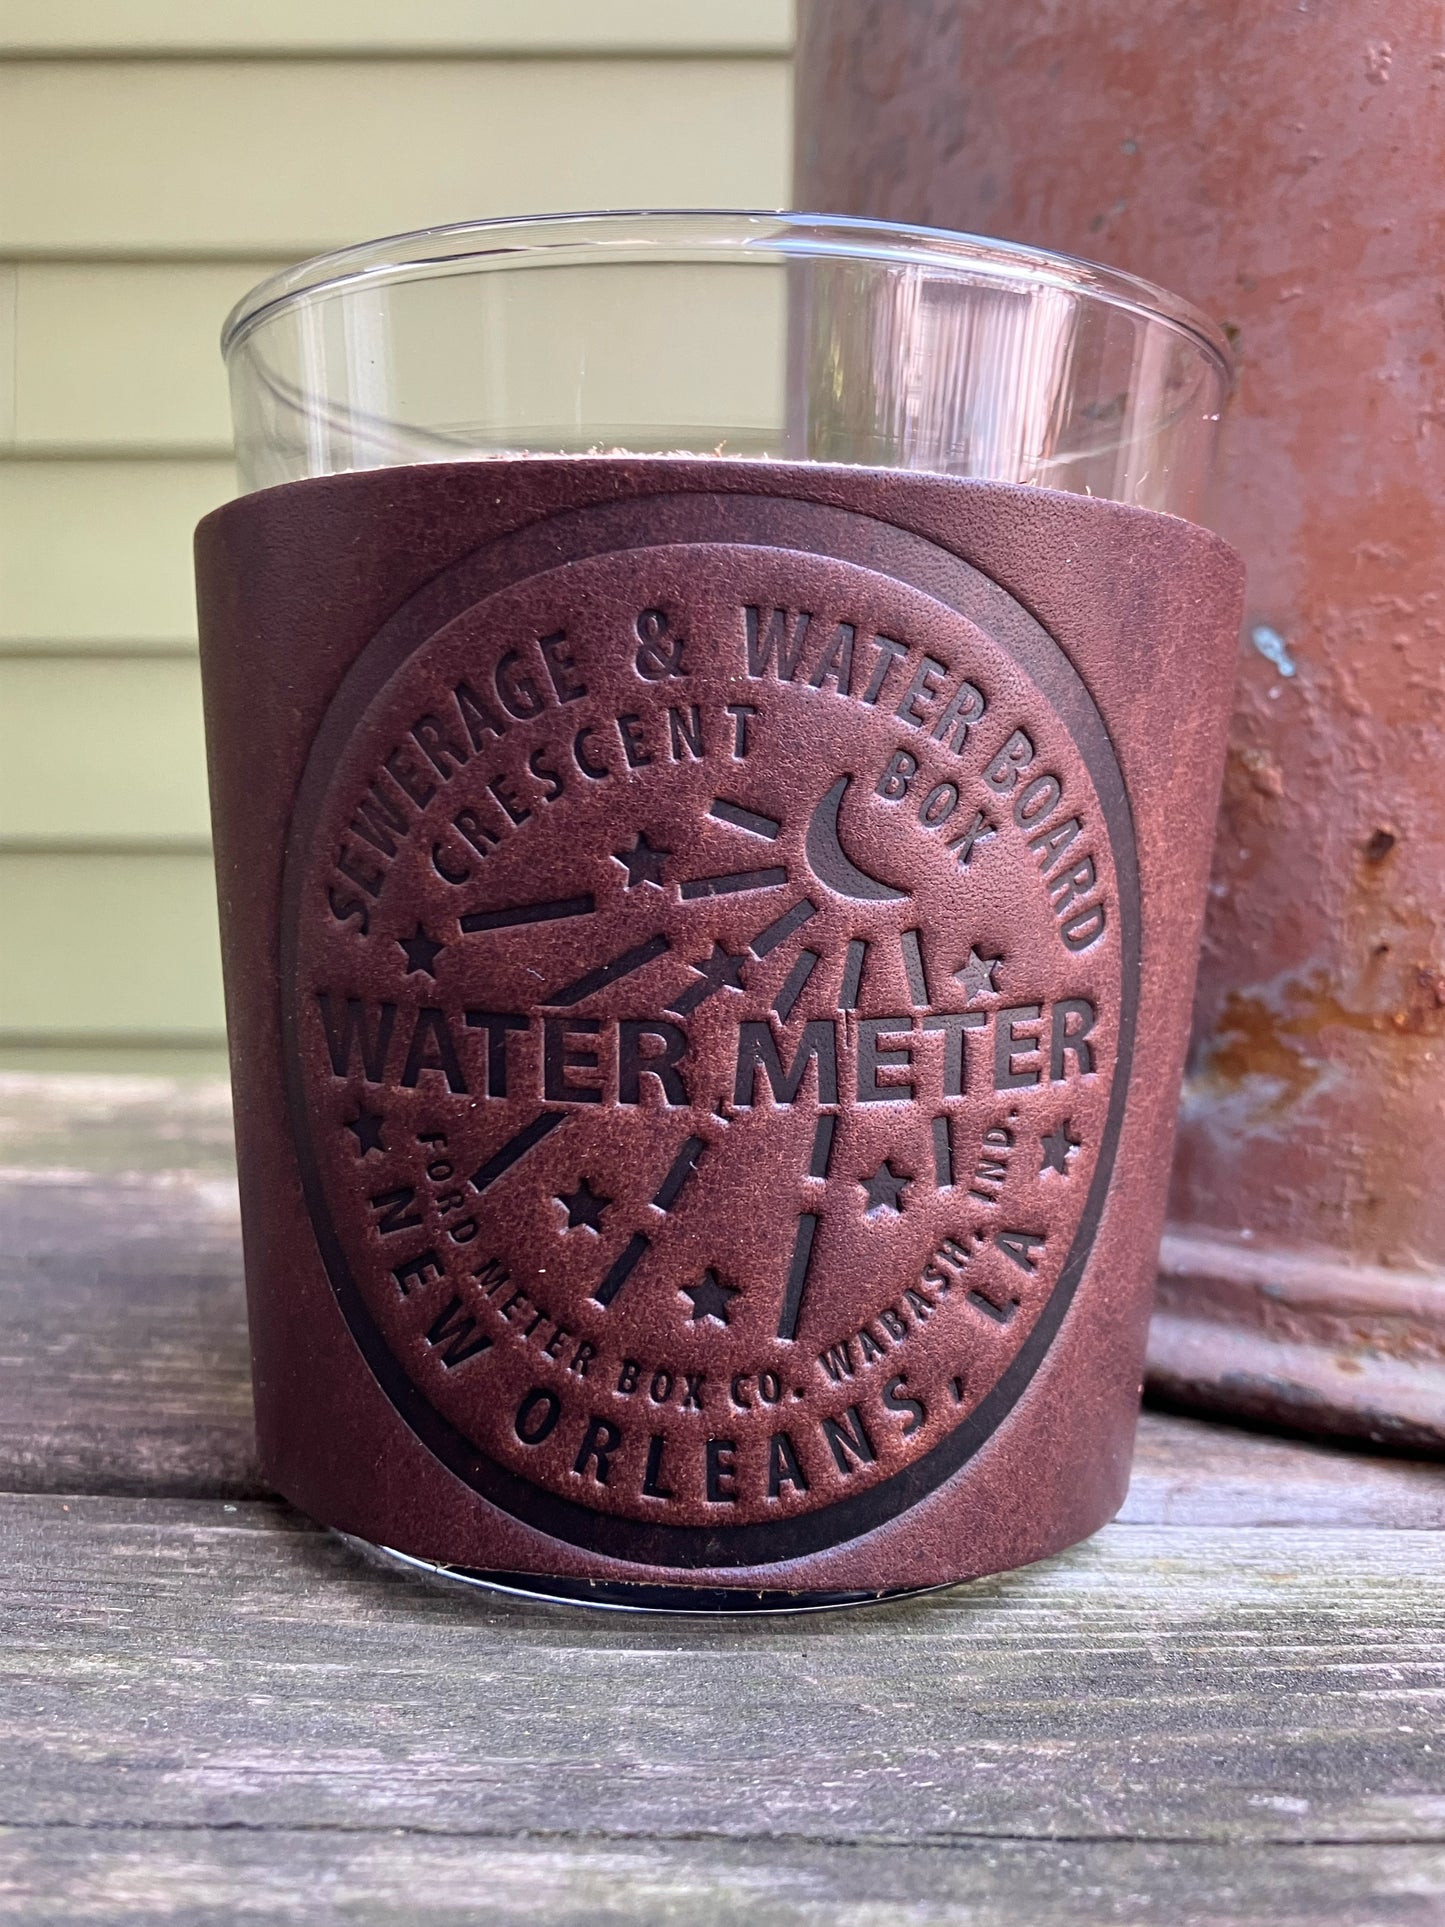 SEWERAGE & WATER BOARD
CRESCENT BOX
WATER METER
FORD METER BOX CO. WABASH, IND.
NEW ORLEANS, LA